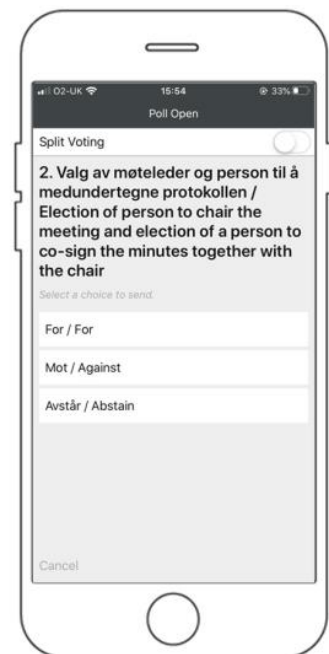 O2-UK 15:54 33%
Poll Open
Split Voting
2. Valg av møteleder og person til å
medundertegne protokollen /
Election of person to chair the
meeting and election of a person to
co-sign the minutes together with
the chair
Select a choice to send.
For / For
Mot / Against
Avstår / Abstain
Cancel